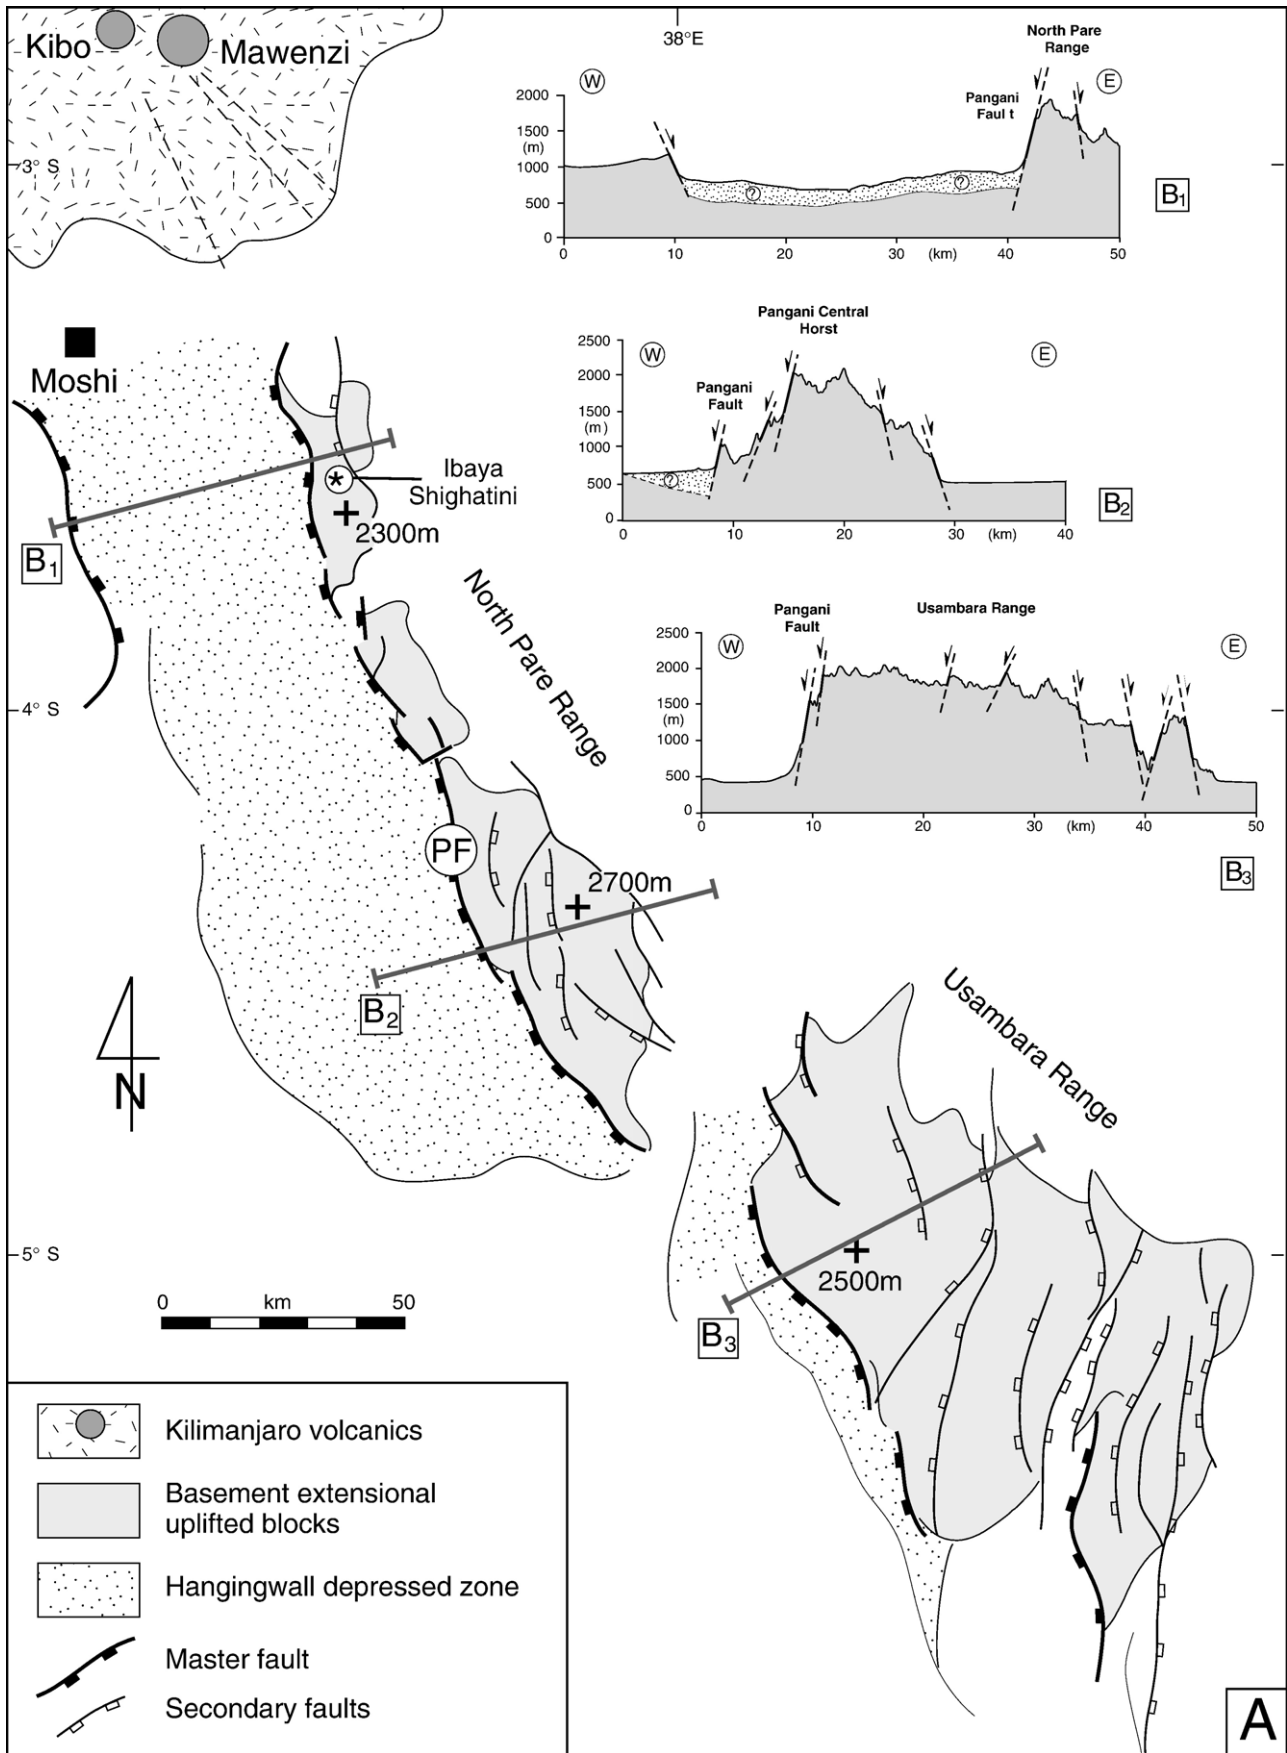 Kibo
Mawenzi
3° S
38°E
North Pare
Range
W
E
Pangani
Faul t
2000
1500
(m)
1000
500
0
?
?
0
10
20
30
(km)
40
50
B1
Moshi
Ibaya
Shighatini
*
2300m
B1
Pangani Central
Horst
W
E
Pangani
Fault
2500
2000
1500
(m)
1000
500
0
?
0
10
20
30
(km)
40
B2
North Pare Range
4° S
Pangani
Fault
Usambara Range
W
E
2500
2000
1500
(m)
1000
500
0
0
10
20
30
(km)
40
50
B3
PF
2700m
B2
N
Usambara Range
5° S
2500m
B3
0
km
50
Kilimanjaro volcanics
Basement extensional
uplifted blocks
Hangingwall depressed zone
Master fault
Secondary faults
A